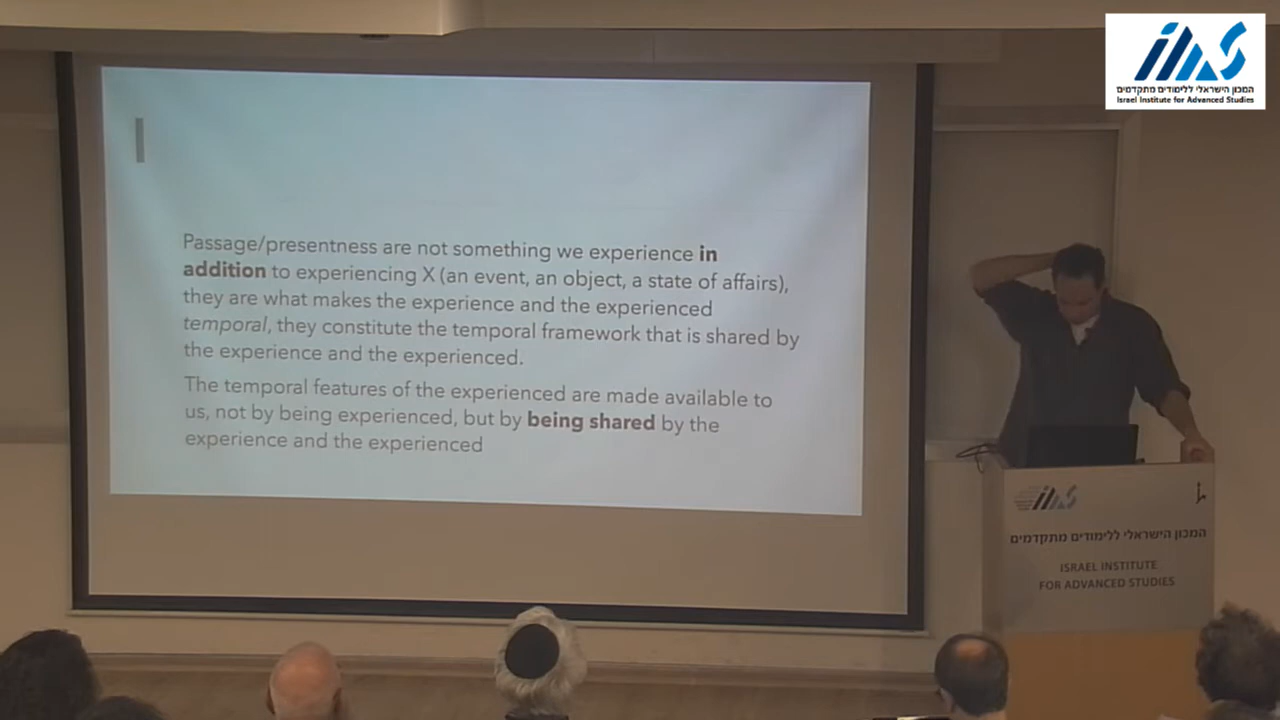 המכון הישראלי ללימודים מתקדמים
Israel Institute for Advanced Studies
Passage/presentness are not something we experience in
addition to experiencing X (an event, an object, a state of affairs),
they are what makes the experience and the experienced
temporal, they constitute the temporal framework that is shared by
the experience and the experienced.
The temporal features of the experienced are made available to
us, not by being experienced, but by being shared by the
experience and the experienced
המכון הישראלי ללימודים מתקדמים
ISRAEL INSTITUTE
FOR ADVANCED STUDIES